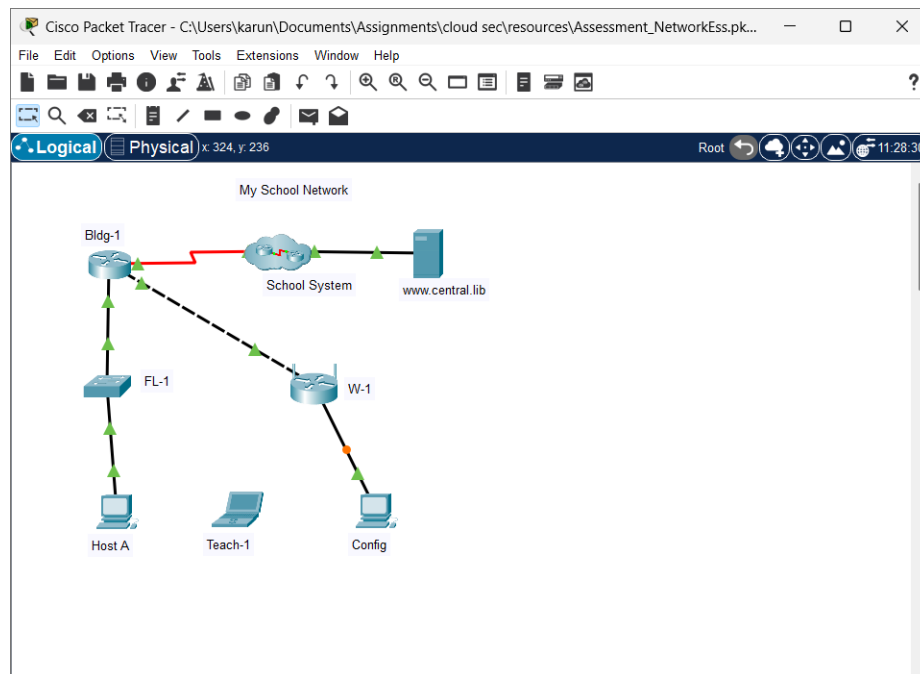 Cisco Packet Tracer - C:\Users\karun\Documents\Assignments\cloud sec\resources\Assessment_NetworkEss.pk...
File Edit Options View Tools Extensions Window Help
?
Logical Physical x: 324, y: 236 Root 11:28:30
My School Network
Bldg-1
School System
www.central.lib
FL-1
W-1
Host A
Teach-1
Config